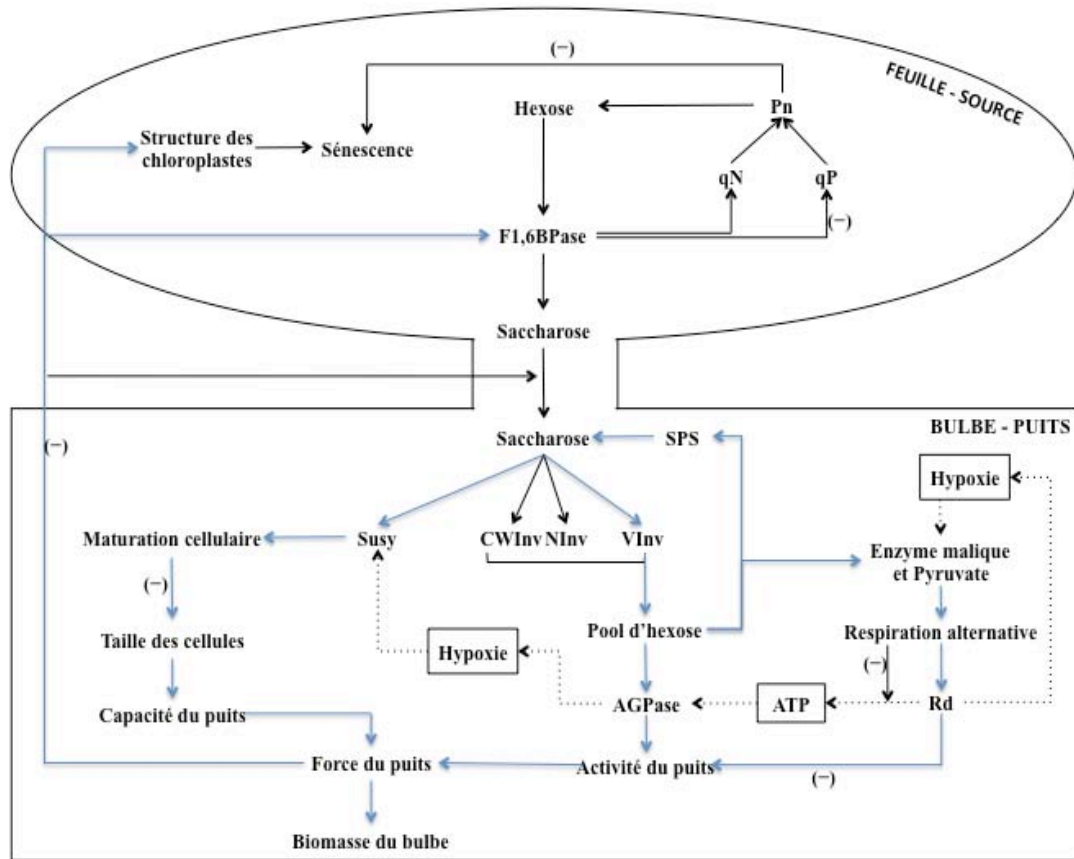 (−)
FEUILLE - SOURCE
Hexose
Pn
Structure des
chloroplastes
Sénescence
qN
qP
(−)
F1,6BPase
Saccharose
(−)
Saccharose
SPS
BULBE - PUITS
Hypoxie
Maturation cellulaire
Susy
CWInv
NInv
VInv
Enzyme malique
et Pyruvate
(−)
Taille des cellules
Pool d’hexose
Respiration alternative
Hypoxie
(−)
Capacité du puits
AGPase
ATP
Rd
Force du puits
Activité du puits
(−)
Biomasse du bulbe